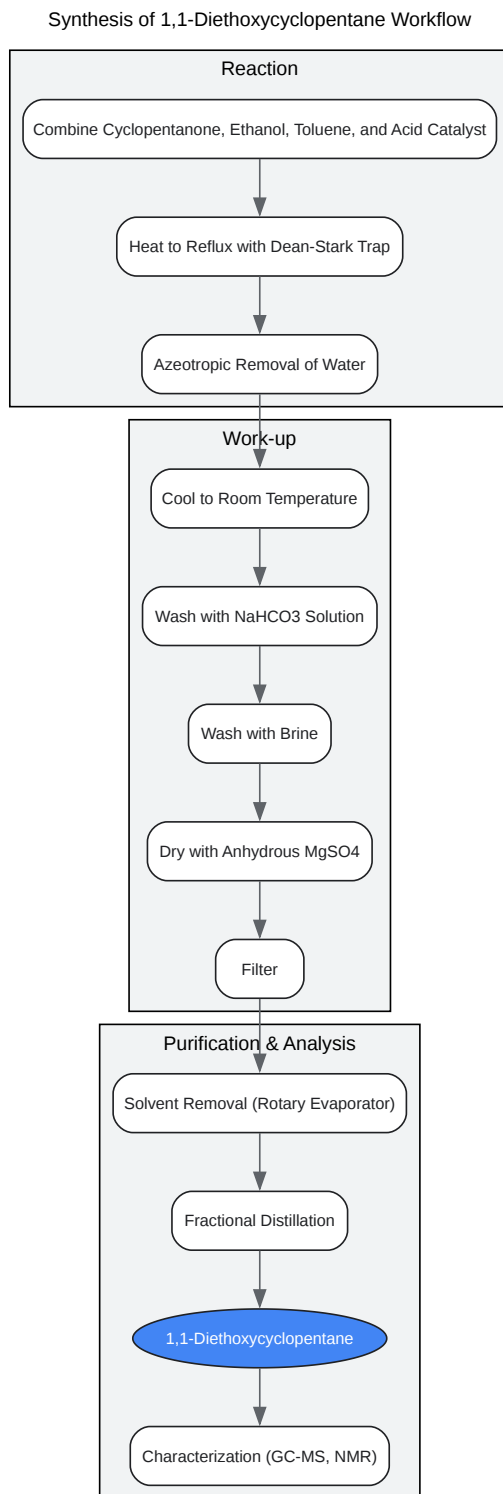 Synthesis of 1,1-Diethoxycyclopentane Workflow
Reaction
Combine Cyclopentanone, Ethanol, Toluene, and Acid Catalyst
Heat to Reflux with Dean-Stark Trap
Azeotropic Removal of Water
Work-up
Cool to Room Temperature
Wash with NaHCO3 Solution
Wash with Brine
Dry with Anhydrous MgSO4
Filter
Purification & Analysis
Solvent Removal (Rotary Evaporator)
Fractional Distillation
1,1-Diethoxycyclopentane
Characterization (GC-MS, NMR)